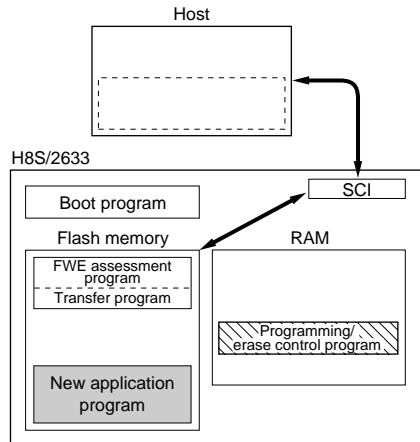 Host
H8S/2633
SCI
Boot program
Flash memory
RAM
FWE assessment
program
Transfer program
Programming/
erase control program
New application
program